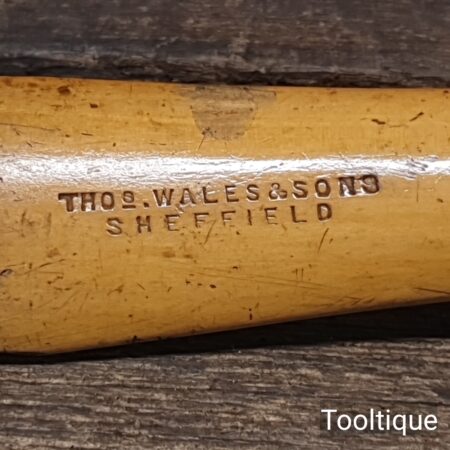 THOS. WALES & SONS
SHEFFIELD
Tooltique